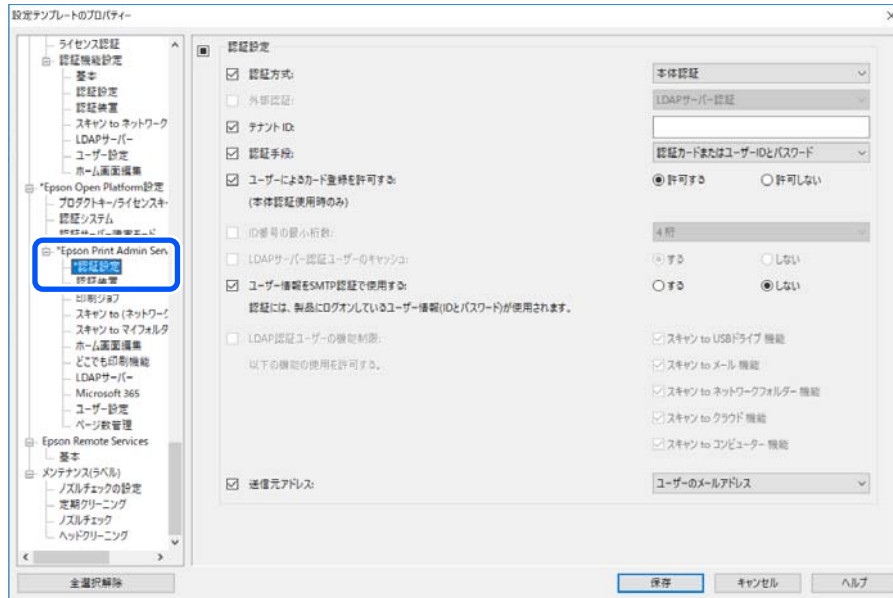 設定テンプレートのプロパティー
ライセンス認証
認証機能設定
基本
認証設定
認証装置
スキャン to ネットワーク
LDAPサーバー
ユーザー設定
ホーム画面編集
*Epson Open Platform設定
プロダクトキー/ライセンスキ-
認証システム
認証サーバー速度モード
*Epson Print Admin Serv
*認証設定
認証装置
印刷ジョブ
スキャン to (ネットワーク
スキャン to マイフォルダ
ホーム画面編集
どこでも印刷機能
LDAPサーバー
Microsoft 365
ユーザー設定
ページ数管理
Epson Remote Services
基本
メンテナンス(ラベル)
ノズルチェックの設定
定期クリーニング
ノズルチェック
ヘッドクリーニング
全選択解除
認証設定
認証方式: 本体認証
外部認証: LDAPサーバー認証
テナント ID:
認証手段: 認証カードまたはユーザーIDとパスワード
ユーザーによるカード登録を許可する: 許可する 許可しない
(本体認証使用時のみ)
ID番号の最小桁数: 4 桁
LDAPサーバー認証ユーザーのキャッシュ: する しない
ユーザー情報をSMTP認証で使用する: する しない
認証には、製品にログオンしているユーザー情報(IDとパスワード)が使用されます。
LDAP認証ユーザーの機能制限: スキャン to USBドライブ 機能
以下の機能の使用を許可する。 スキャン to メール 機能
スキャン to ネットワークフォルダー 機能
スキャン to クラウド 機能
スキャン to コンピューター 機能
送信元アドレス: ユーザーのメールアドレス
保存 キャンセル ヘルプ